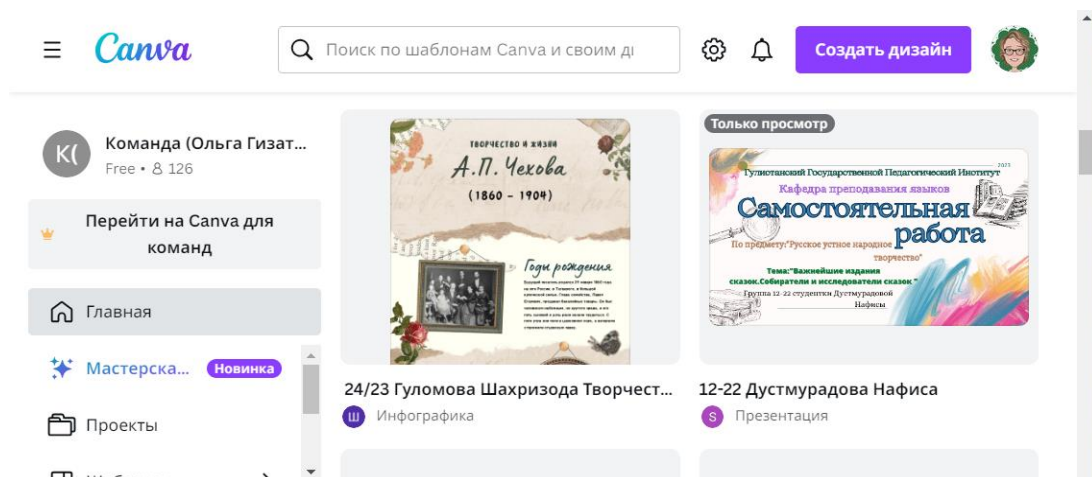 Canva
Поиск по шаблонам Canva и своим ди
Создать дизайн
К(
Команда (Ольга Гизат...
Free • 126
Перейти на Canva для
команд
Главная
Мастерска... Новинка
Проекты
ТВОРЧЕСТВО И ЖИЗНИ
А.П. Чехова
(1860 - 1904)
Годы рождения
24/23 Гуломова Шахризода Творчест...
Ш Инфографика
Только просмотр
2023
Гулистанский Государственной Педагогический Институт
Кафедра преподавания языков
Самостоятельная
работа
По предмету:"Русское устное народное
творчество"
Тема:"Важнейшие издания
сказок.Собиратели и исследователи сказок "
Группа 12-22 студентки Дустмурадовой
Нафисы
12-22 Дустмурадова Нафиса
S Презентация